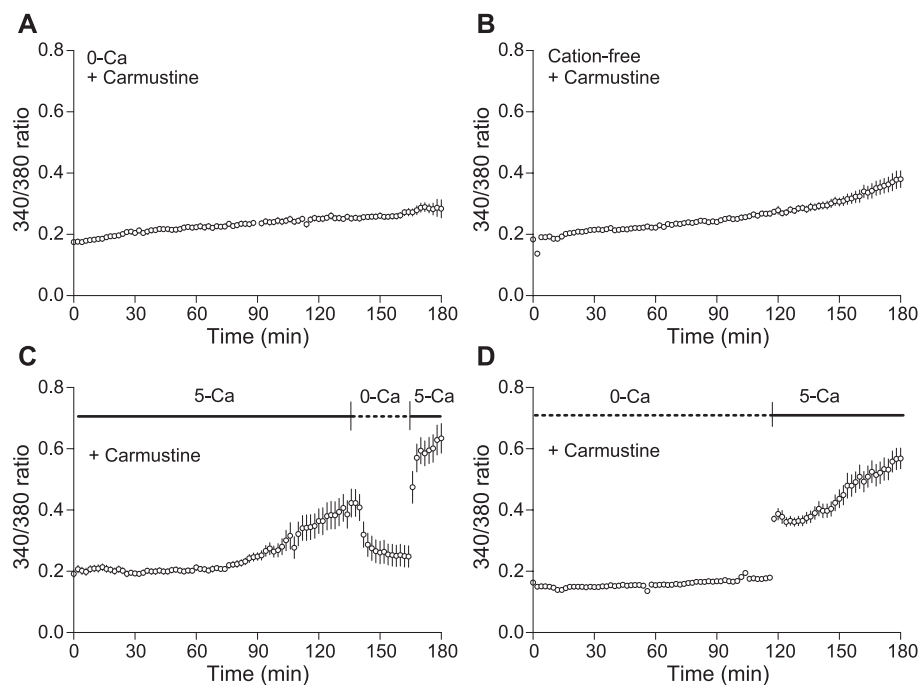 A
0-Ca
+ Carmustine
340/380 ratio
0.8
0.6
0.4
0.2
0.0
0 30 60 90 120 150 180
Time (min)
B
Cation-free
+ Carmustine
340/380 ratio
0.8
0.6
0.4
0.2
0.0
0 30 60 90 120 150 180
Time (min)
C
5-Ca 0-Ca 5-Ca
+ Carmustine
340/380 ratio
0.8
0.6
0.4
0.2
0.0
0 30 60 90 120 150 180
Time (min)
D
0-Ca 5-Ca
+ Carmustine
340/380 ratio
0.8
0.6
0.4
0.2
0.0
0 30 60 90 120 150 180
Time (min)